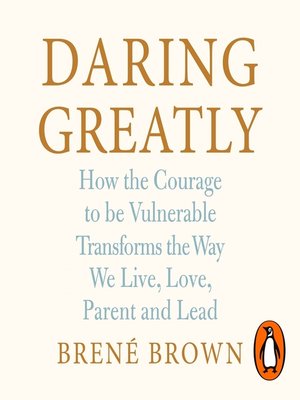 DARING
GREATLY
How the Courage
to be Vulnerable
Transforms the Way
We Live, Love,
Parent and Lead
BRENÉ BROWN